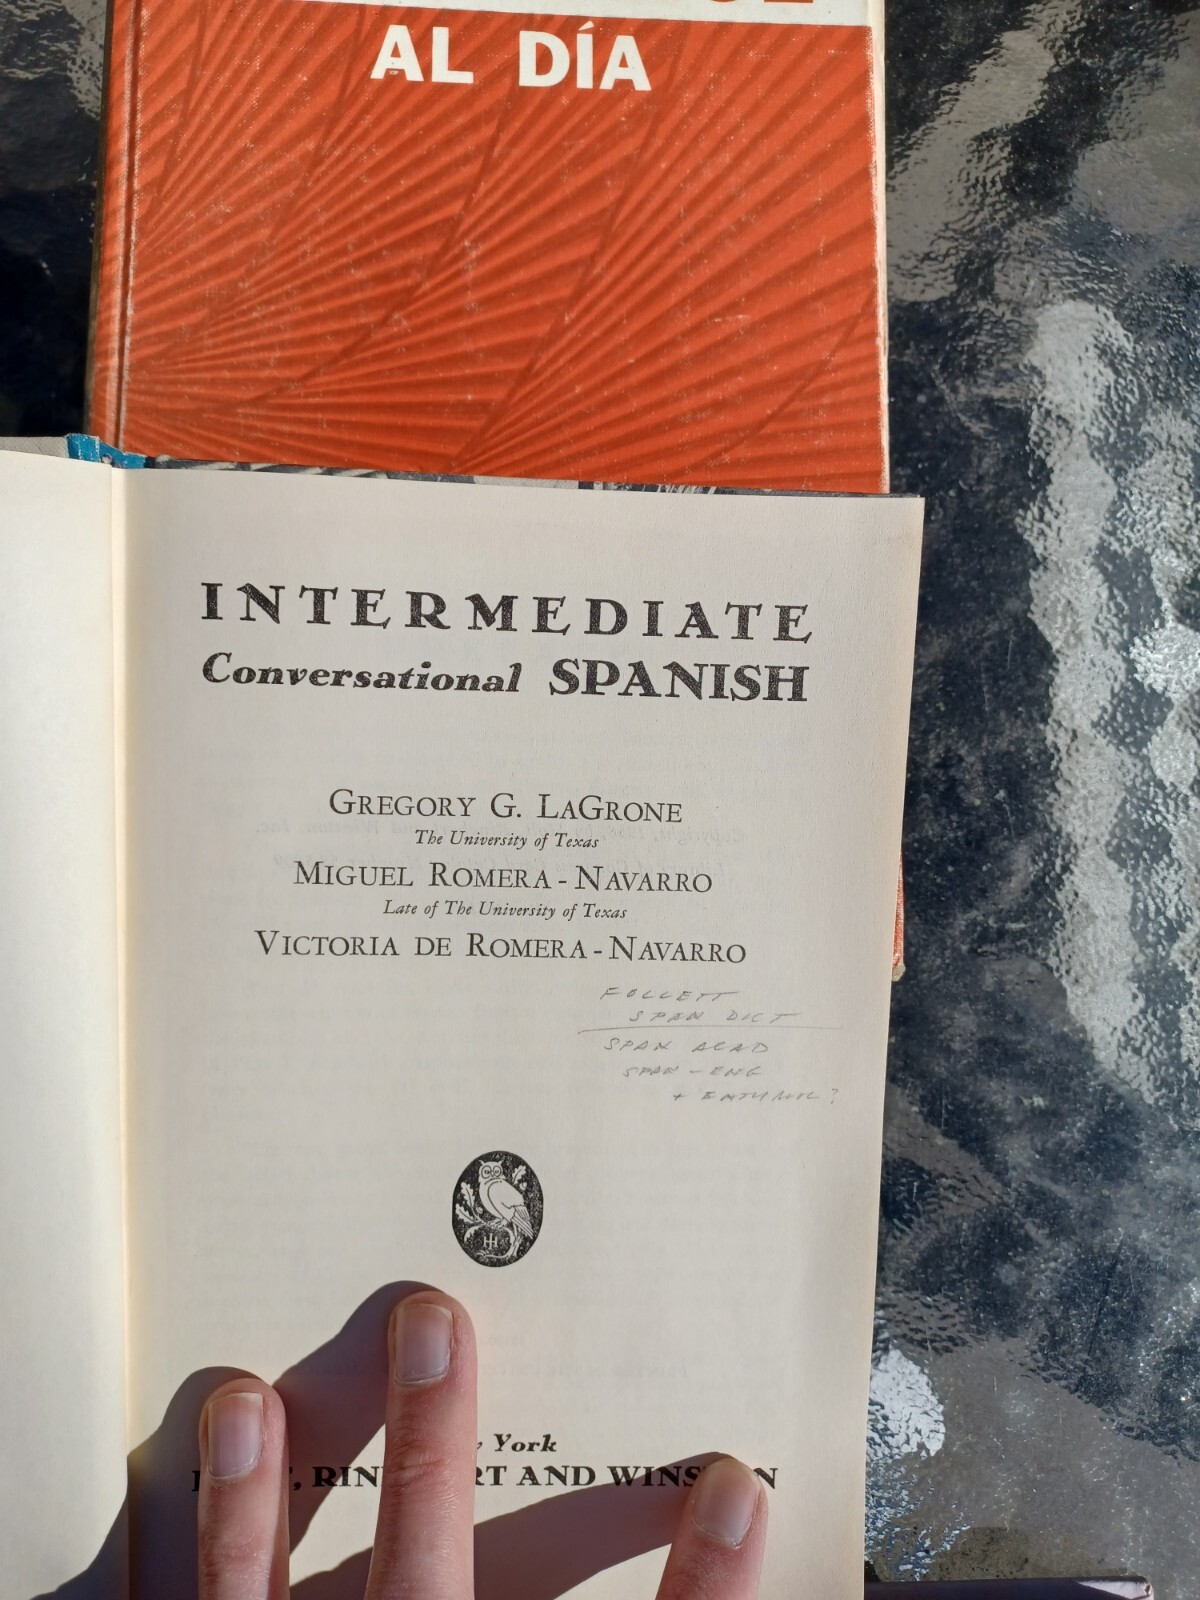 AL DÍA
INTERMEDIATE
Conversational SPANISH
GREGORY G. LAGRONE
The University of Texas
MIGUEL ROMERA-NAVARRO
Late of The University of Texas
VICTORIA DE ROMERA-NAVARRO
FOLLETT
SPAN DICT
SPAN ACAD
SPAN-ENG
+
York
AND